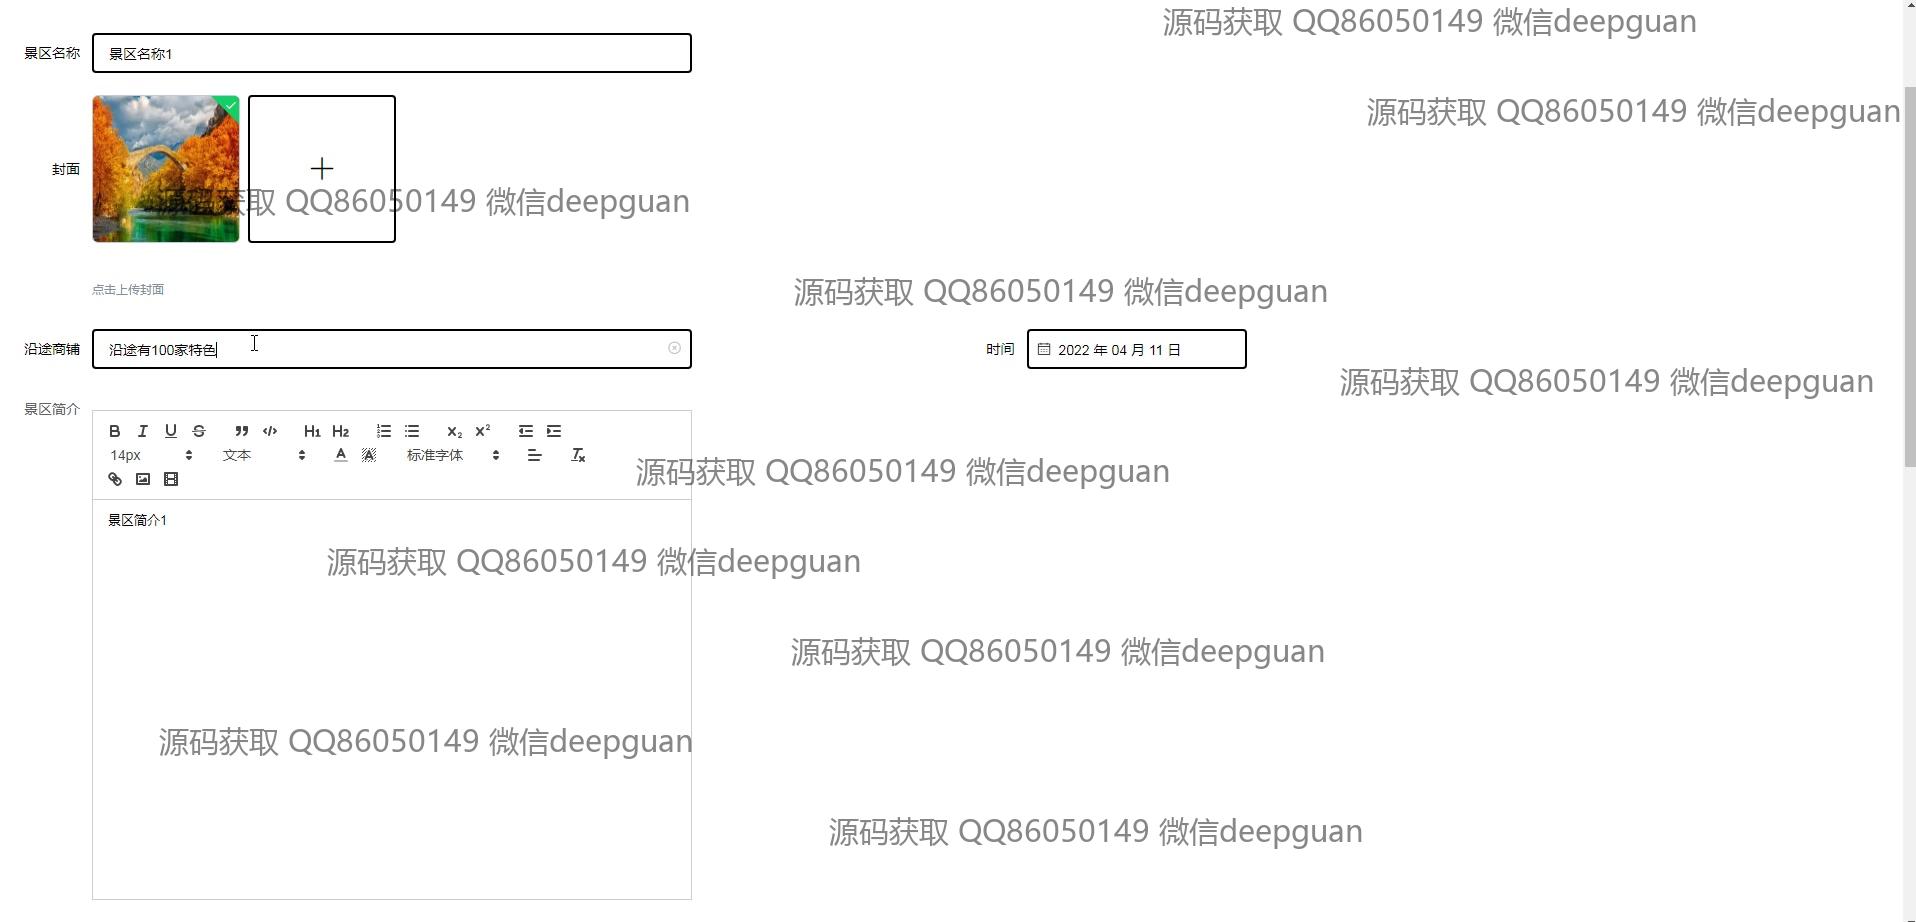 源码获取 QQ86050149 微信deepguan
景区名称 景区名称1
源码获取 QQ86050149 微信deepguan
封面
源码获取 QQ86050149 微信deepguan
点击上传封面
源码获取 QQ86050149 微信deepguan
沿途商铺 沿途有100家特色 时间 2022 年 04 月 11 日
源码获取 QQ86050149 微信deepguan
景区简介
B I U S ” </> H1 H2 X2 X2
14px 文本 A A 标准字体 Tx
源码获取 QQ86050149 微信deepguan
景区简介1
源码获取 QQ86050149 微信deepguan
源码获取 QQ86050149 微信deepguan
源码获取 QQ86050149 微信deepguan
源码获取 QQ86050149 微信deepguan